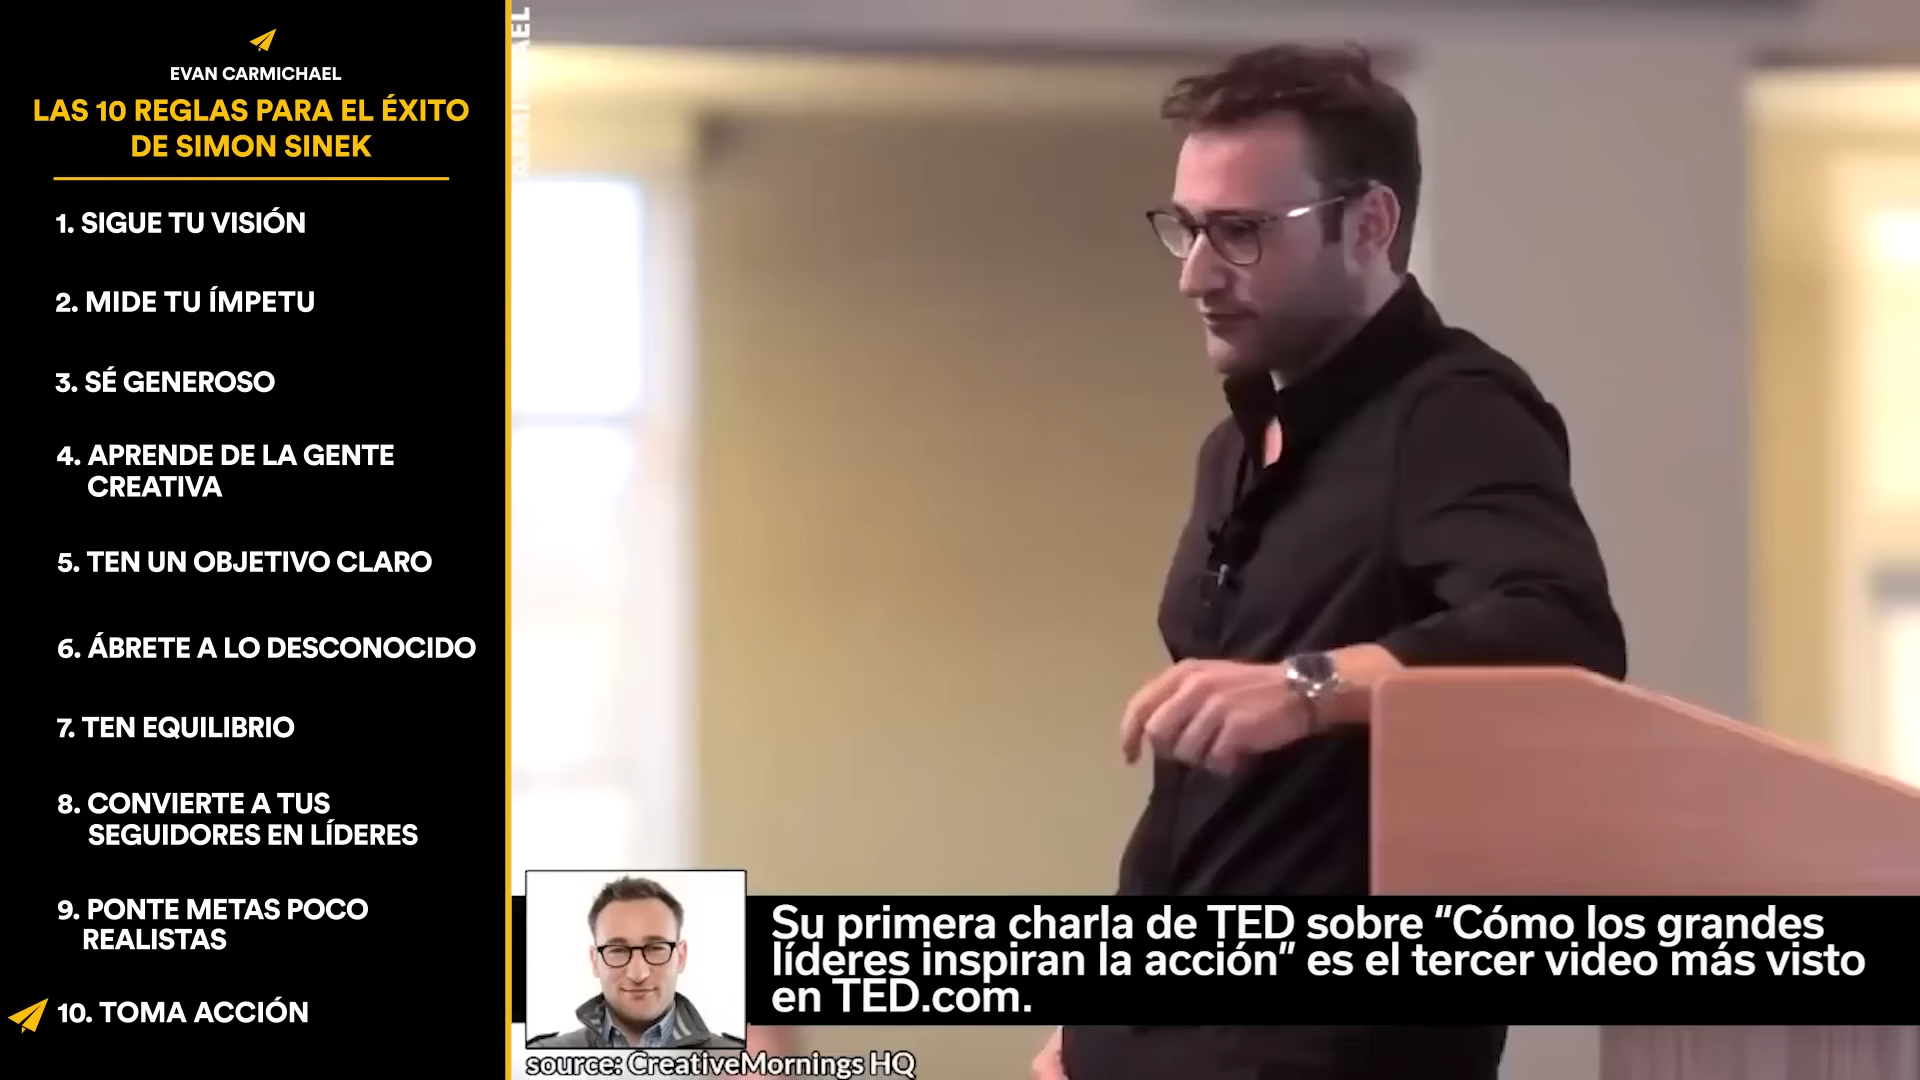 EVAN CARMICHAEL
LAS 10 REGLAS PARA EL ÉXITO
DE SIMON SINEK
1. SIGUE TU VISIÓN
2. MIDE TU ÍMPETU
3. SÉ GENEROSO
4. APRENDE DE LA GENTE
CREATIVA
5. TEN UN OBJETIVO CLARO
6. ÁBRETE A LO DESCONOCIDO
7. TEN EQUILIBRIO
8. CONVIERTE A TUS
SEGUIDORES EN LÍDERES
9. PONTE METAS POCO
REALISTAS
10. TOMA ACCIÓN
Su primera charla de TED sobre “Cómo los grandes
líderes inspiran la acción” es el tercer video más visto
en TED.com.
source: CreativeMornings HQ